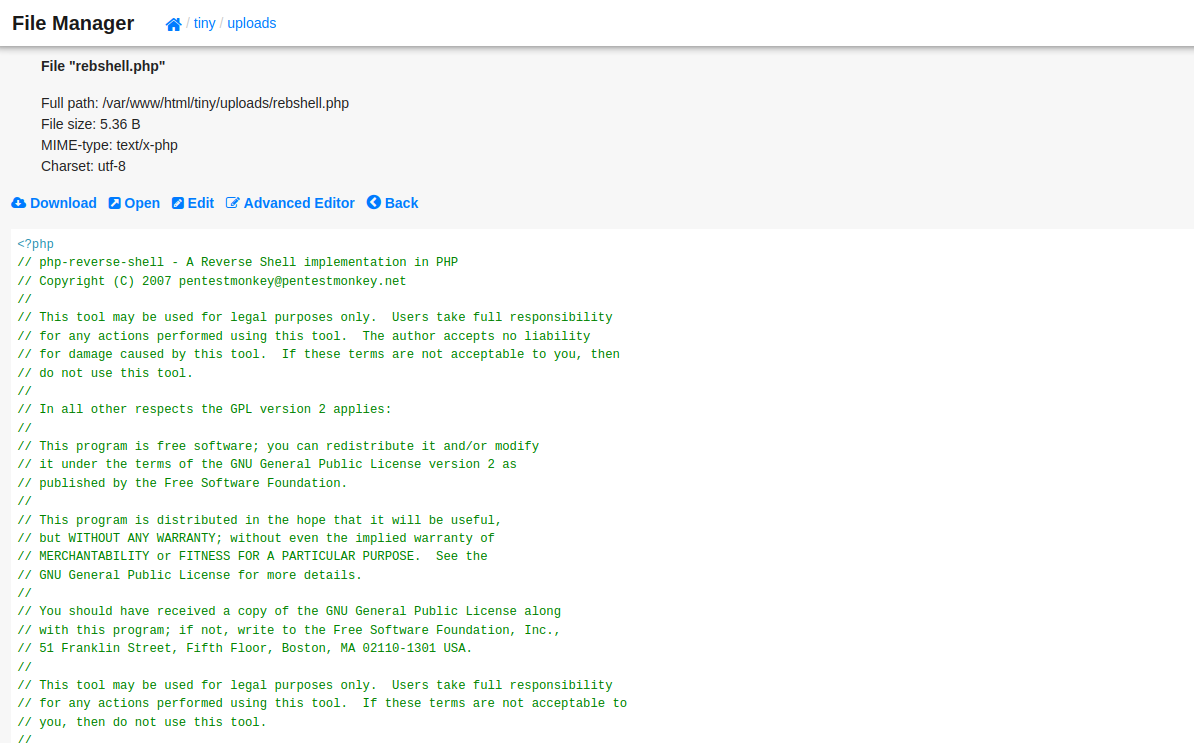 File Manager / tiny / uploads
File "rebshell.php"
Full path: /var/www/html/tiny/uploads/rebshell.php
File size: 5.36 B
MIME-type: text/x-php
Charset: utf-8
Download Open Edit Advanced Editor Back
<?php
// php-reverse-shell - A Reverse Shell implementation in PHP
// Copyright (C) 2007 pentestmonkey@pentestmonkey.net
//
// This tool may be used for legal purposes only.  Users take full responsibility
// for any actions performed using this tool.  The author accepts no liability
// for damage caused by this tool.  If these terms are not acceptable to you, then
// do not use this tool.
//
// In all other respects the GPL version 2 applies:
//
// This program is free software; you can redistribute it and/or modify
// it under the terms of the GNU General Public License version 2 as
// published by the Free Software Foundation.
//
// This program is distributed in the hope that it will be useful,
// but WITHOUT ANY WARRANTY; without even the implied warranty of
// MERCHANTABILITY or FITNESS FOR A PARTICULAR PURPOSE.  See the
// GNU General Public License for more details.
//
// You should have received a copy of the GNU General Public License along
// with this program; if not, write to the Free Software Foundation, Inc.,
// 51 Franklin Street, Fifth Floor, Boston, MA 02110-1301 USA.
//
// This tool may be used for legal purposes only.  Users take full responsibility
// for any actions performed using this tool.  If these terms are not acceptable to
// you, then do not use this tool.
//